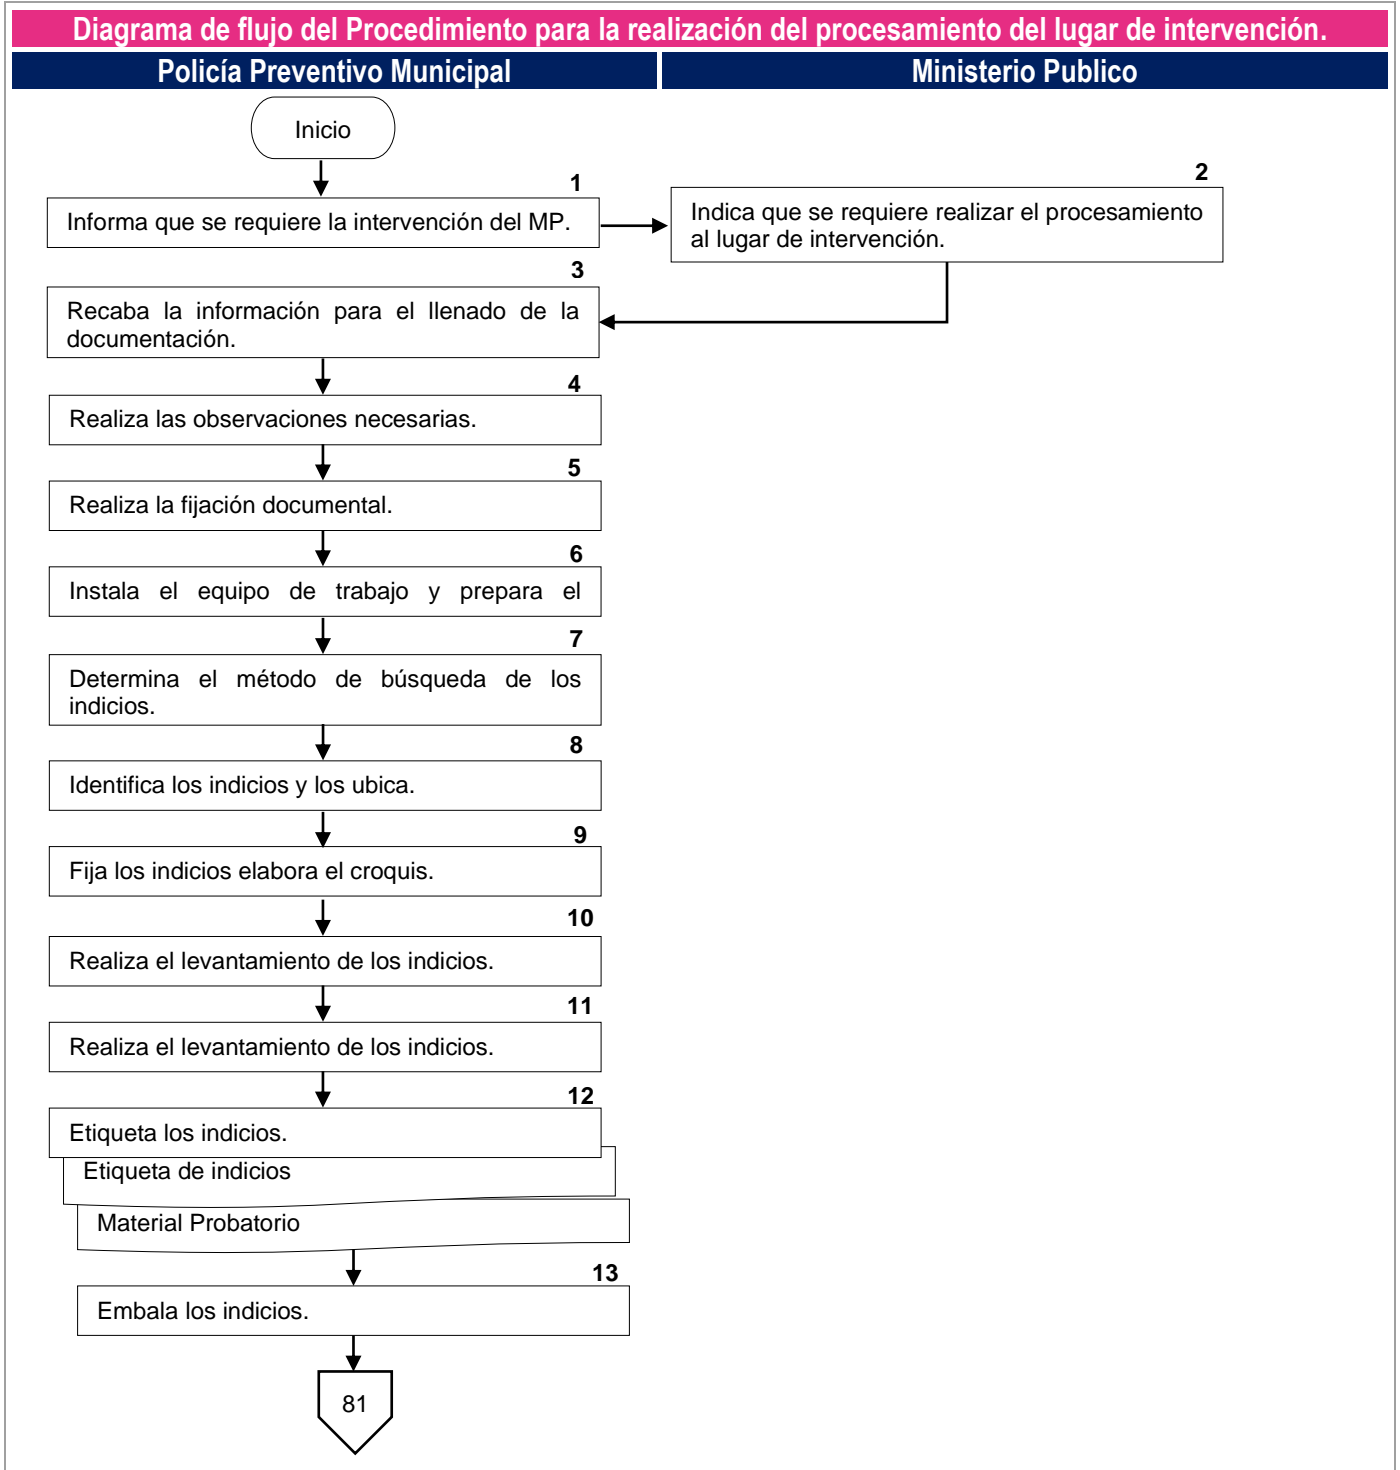 Diagrama de flujo del Procedimiento para la realización del procesamiento del lugar de intervención.
Policía Preventivo Municipal
Ministerio Publico
Inicio
1
Informa que se requiere la intervención del MP.
2
Indica que se requiere realizar el procesamiento
al lugar de intervención.
3
Recaba la información para el llenado de la
documentación.
4
Realiza las observaciones necesarias.
5
Realiza la fijación documental.
6
Instala el equipo de trabajo y prepara el
7
Determina el método de búsqueda de los
indicios.
8
Identifica los indicios y los ubica.
9
Fija los indicios elabora el croquis.
10
Realiza el levantamiento de los indicios.
11
Realiza el levantamiento de los indicios.
12
Etiqueta los indicios.
Etiqueta de indicios
Material Probatorio
13
Embala los indicios.
81